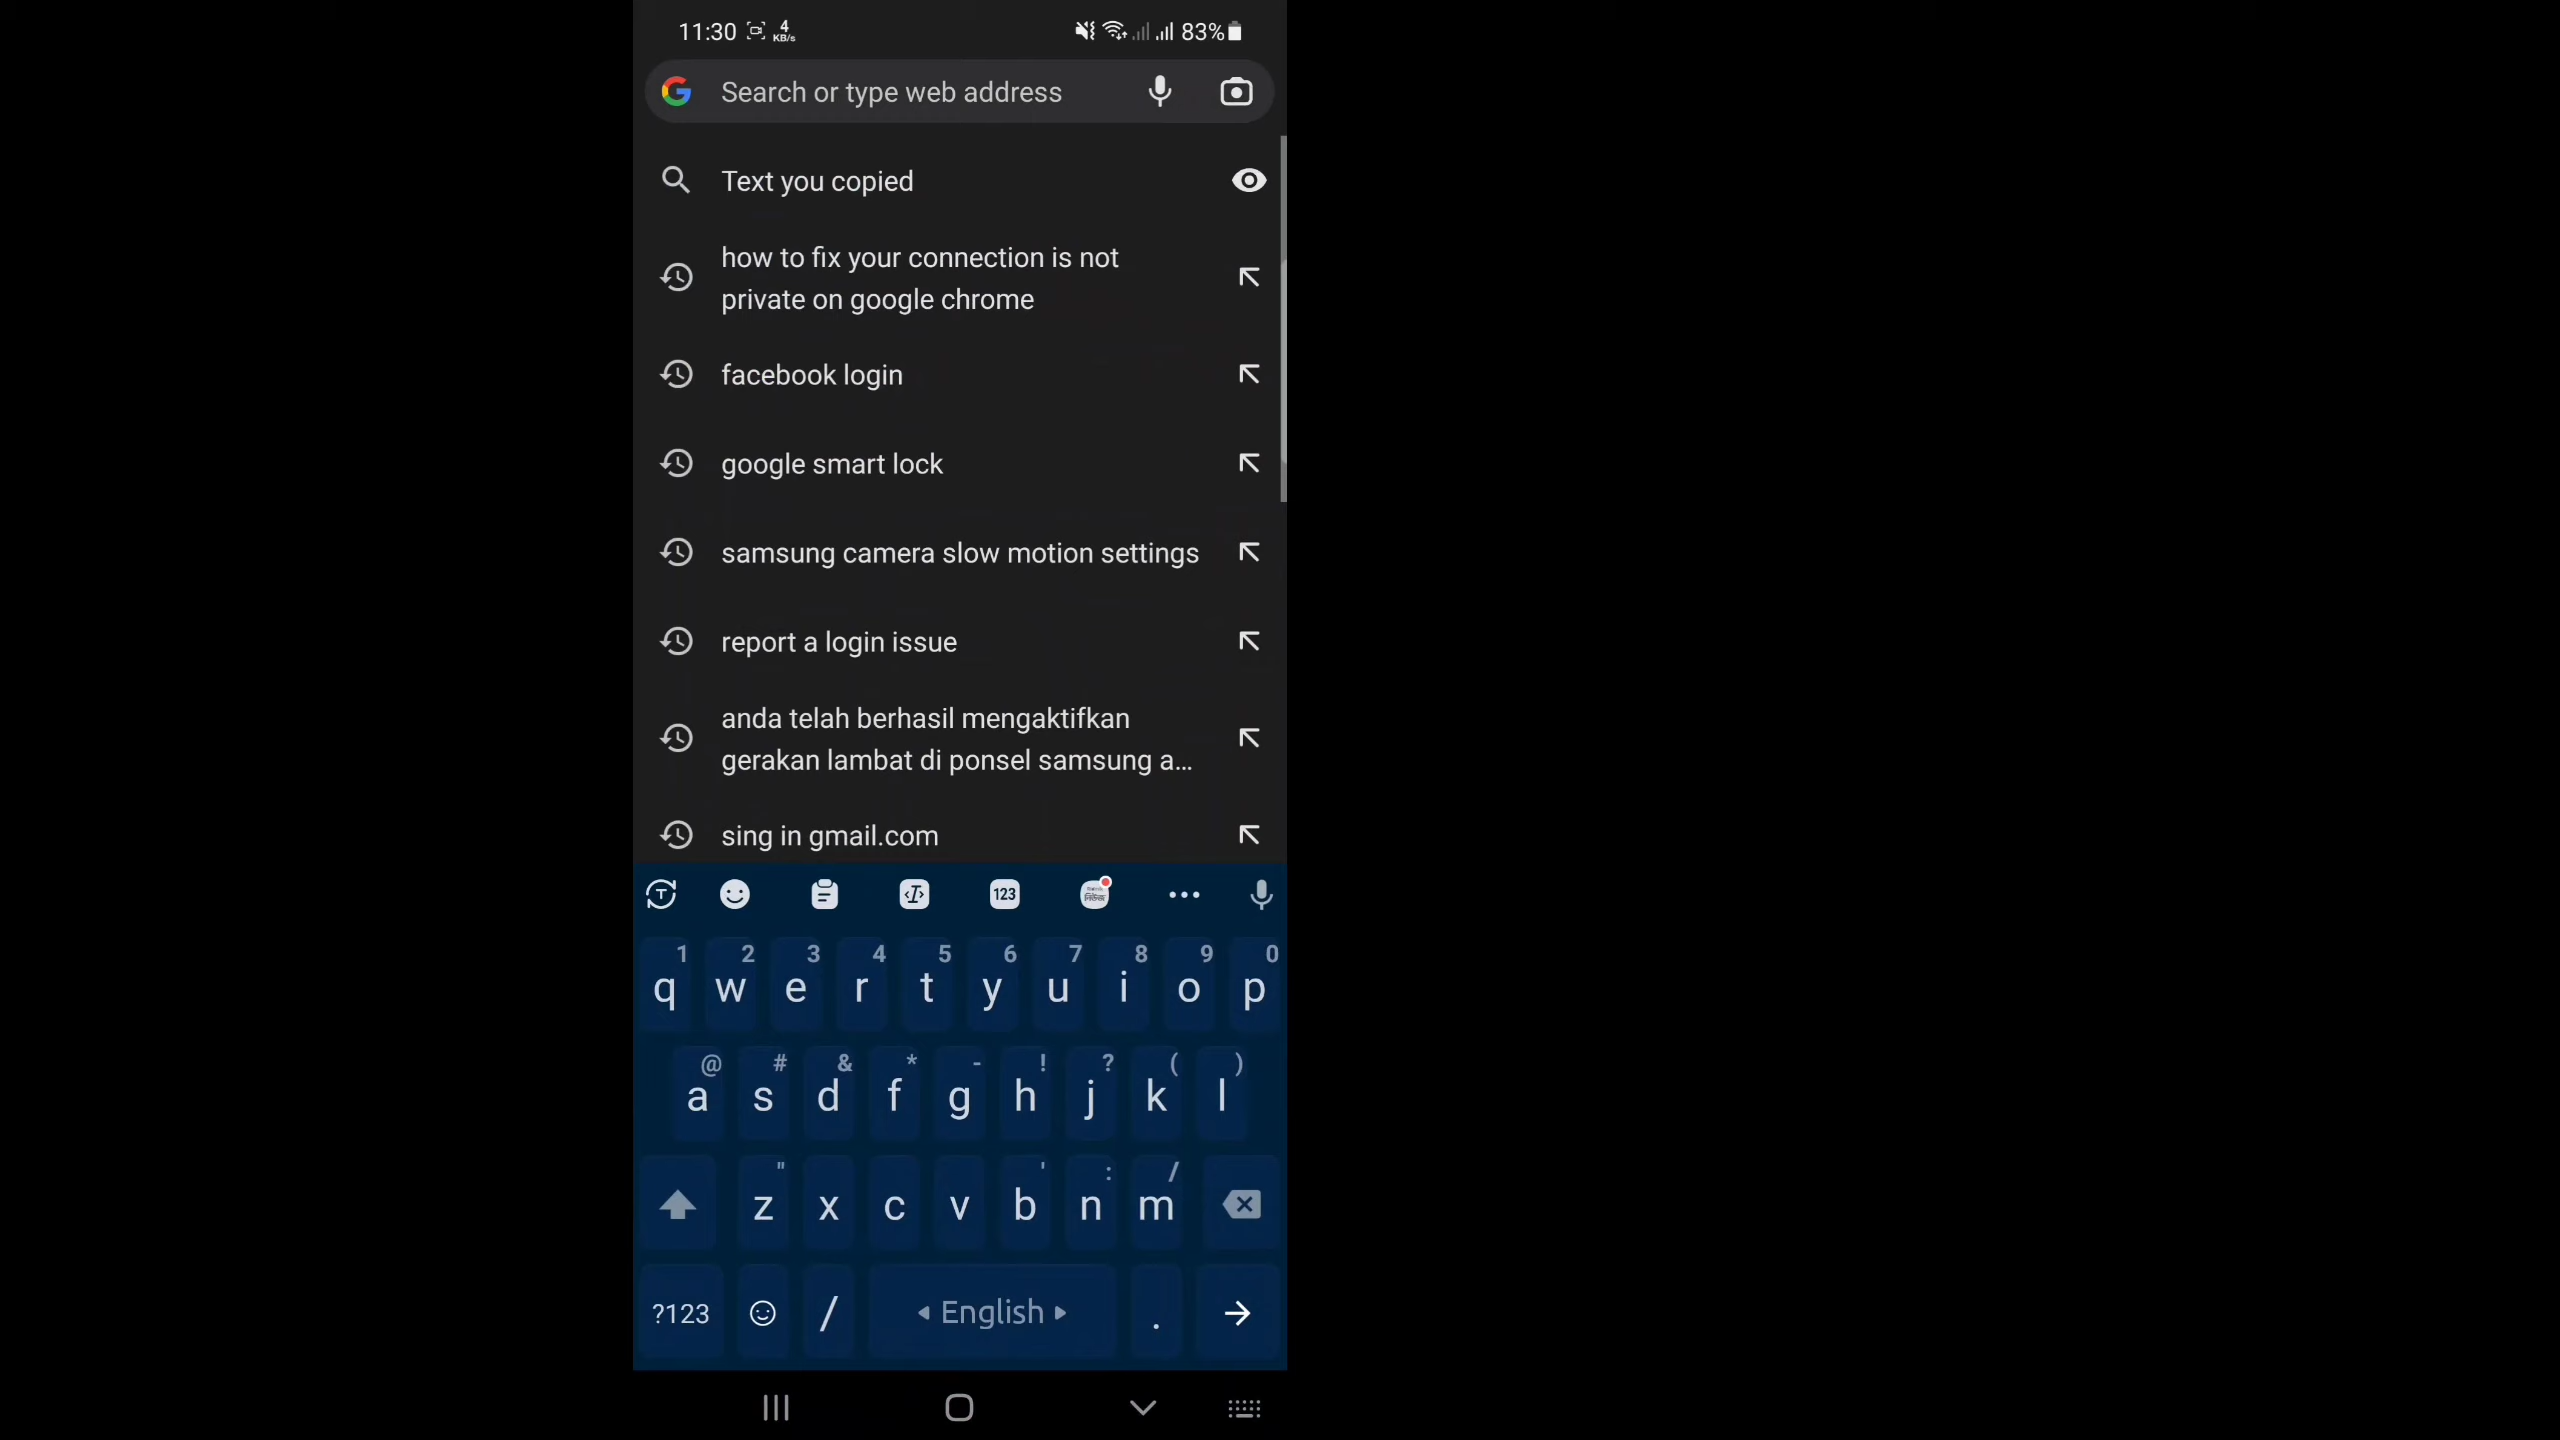 11:30 4 KB/s 83%
Search or type web address
Text you copied
how to fix your connection is not
private on google chrome
facebook login
google smart lock
samsung camera slow motion settings
report a login issue
anda telah berhasil mengaktifkan
gerakan lambat di ponsel samsung a...
sing in gmail.com
T 123
1 2 3 4 5 6 7 8 9 0
q w e r t y u i o p
@ # & * - ! ? ( )
a s d f g h j k l
" ' : /
z x c v b n m
?123 / English .